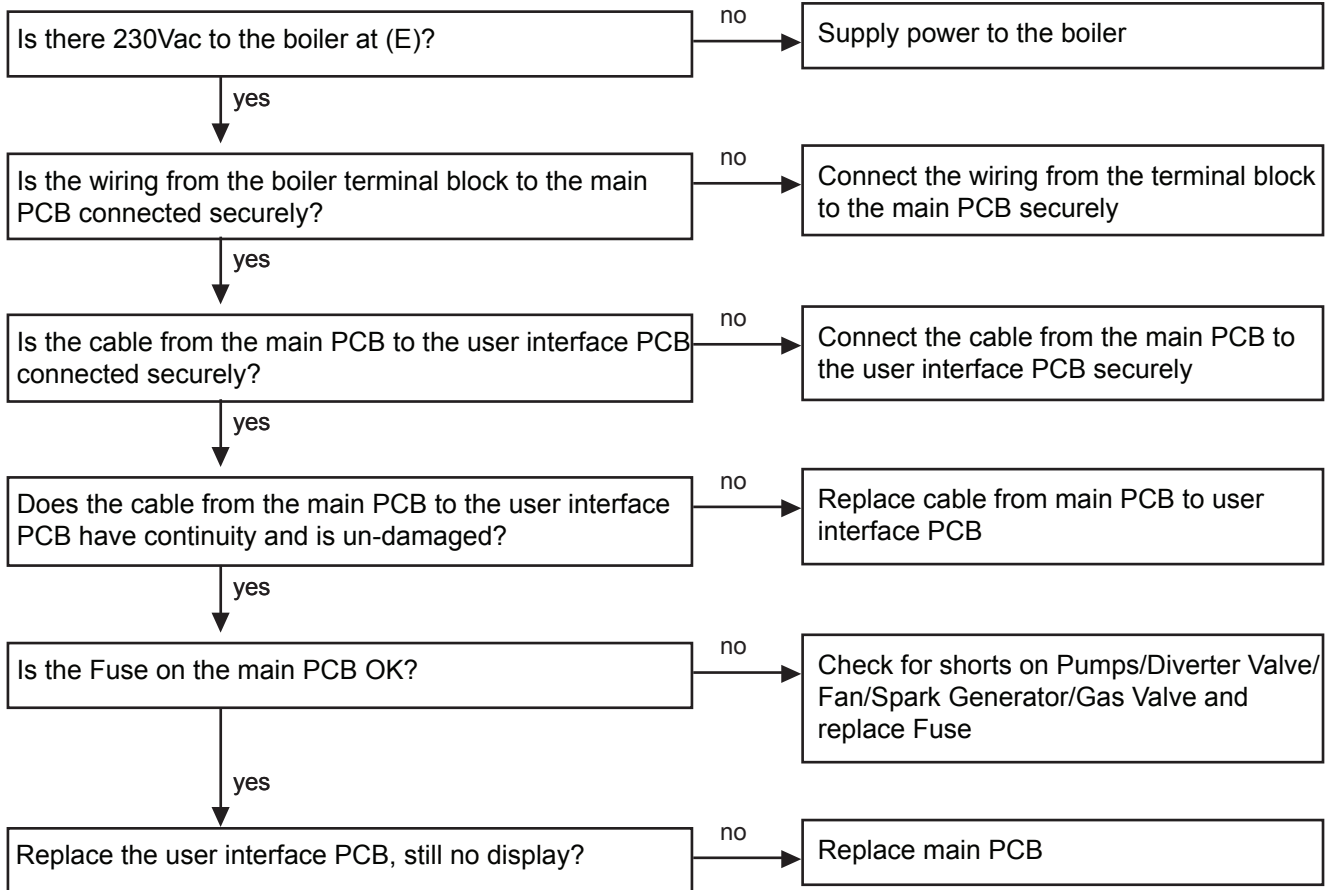 Is there 230Vac to the boiler at (E)?
no
Supply power to the boiler
yes
Is the wiring from the boiler terminal block to the main
PCB connected securely?
no
Connect the wiring from the terminal block
to the main PCB securely
yes
Is the cable from the main PCB to the user interface PCB
connected securely?
no
Connect the cable from the main PCB to
the user interface PCB securely
yes
Does the cable from the main PCB to the user interface
PCB have continuity and is un-damaged?
no
Replace cable from main PCB to user
interface PCB
yes
Is the Fuse on the main PCB OK?
no
Check for shorts on Pumps/Diverter Valve/
Fan/Spark Generator/Gas Valve and
replace Fuse
yes
Replace the user interface PCB, still no display?
no
Replace main PCB